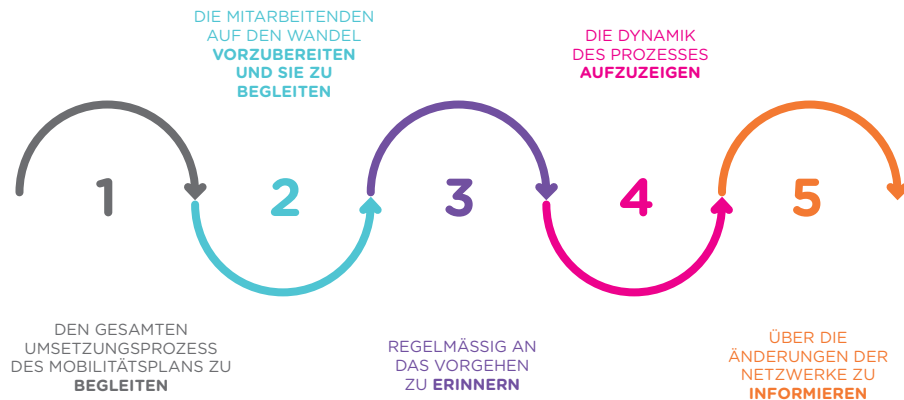 1
DEN GESAMTEN
UMSETZUNGSPROZESS
DES MOBILITÄTSPLANS ZU
BEGLEITEN
DIE MITARBEITENDEN
AUF DEN WANDEL
VORZUBEREITEN
UND SIE ZU
BEGLEITEN
2
3
REGELMÄSSIG AN
DAS VORGEHEN
ZU ERINNERN
DIE DYNAMIK
DES PROZESSES
AUFZUZEIGEN
4
5
ÜBER DIE
ÄNDERUNGEN DER
NETZWERKE ZU
INFORMIEREN